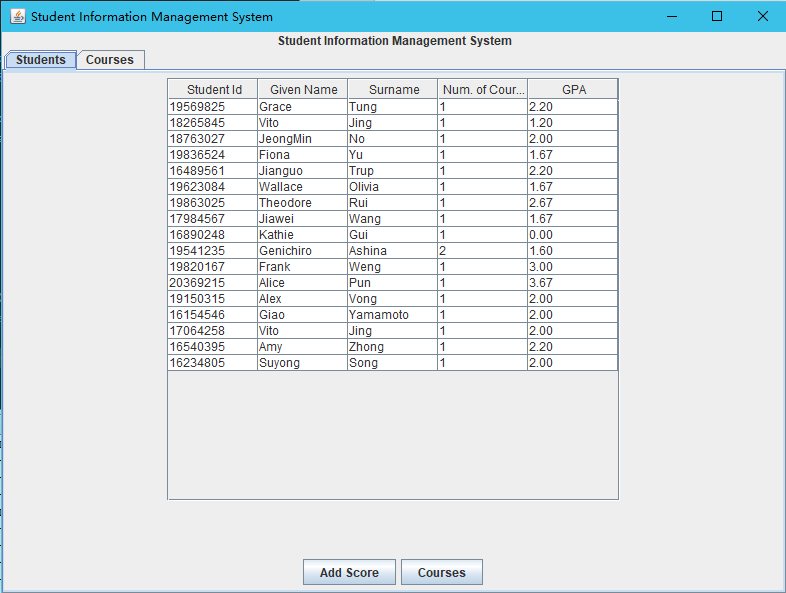 Student Information Management System
Student Information Management System
Students Courses
Student Id Given Name Surname Num. of Cour... GPA
19569825 Grace Tung 1 2.20
18265845 Vito Jing 1 1.20
18763027 JeongMin No 1 2.00
19836524 Fiona Yu 1 1.67
16489561 Jianguo Trup 1 2.20
19623084 Wallace Olivia 1 1.67
19863025 Theodore Rui 1 2.67
17984567 Jiawei Wang 1 1.67
16890248 Kathie Gui 1 0.00
19541235 Genichiro Ashina 2 1.60
19820167 Frank Weng 1 3.00
20369215 Alice Pun 1 3.67
19150315 Alex Vong 1 2.00
16154546 Giao Yamamoto 1 2.00
17064258 Vito Jing 1 2.00
16540395 Amy Zhong 1 2.20
16234805 Suyong Song 1 2.00
Add Score Courses